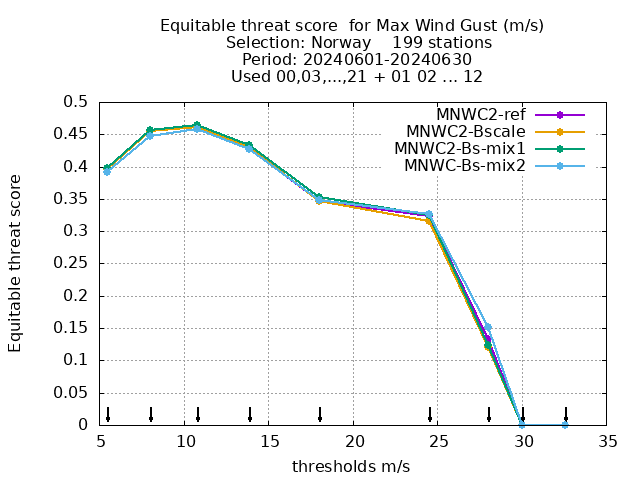 Equitable threat score  for Max Wind Gust (m/s)
Selection: Norway    199 stations
Period: 20240601-20240630
Used 00,03,...,21 + 01 02 ... 12
MNWC2-ref
MNWC2-Bscale
MNWC2-Bs-mix1
MNWC-Bs-mix2
Equitable threat score
0.5
0.45
0.4
0.35
0.3
0.25
0.2
0.15
0.1
0.05
0
5 10 15 20 25 30 35
thresholds m/s